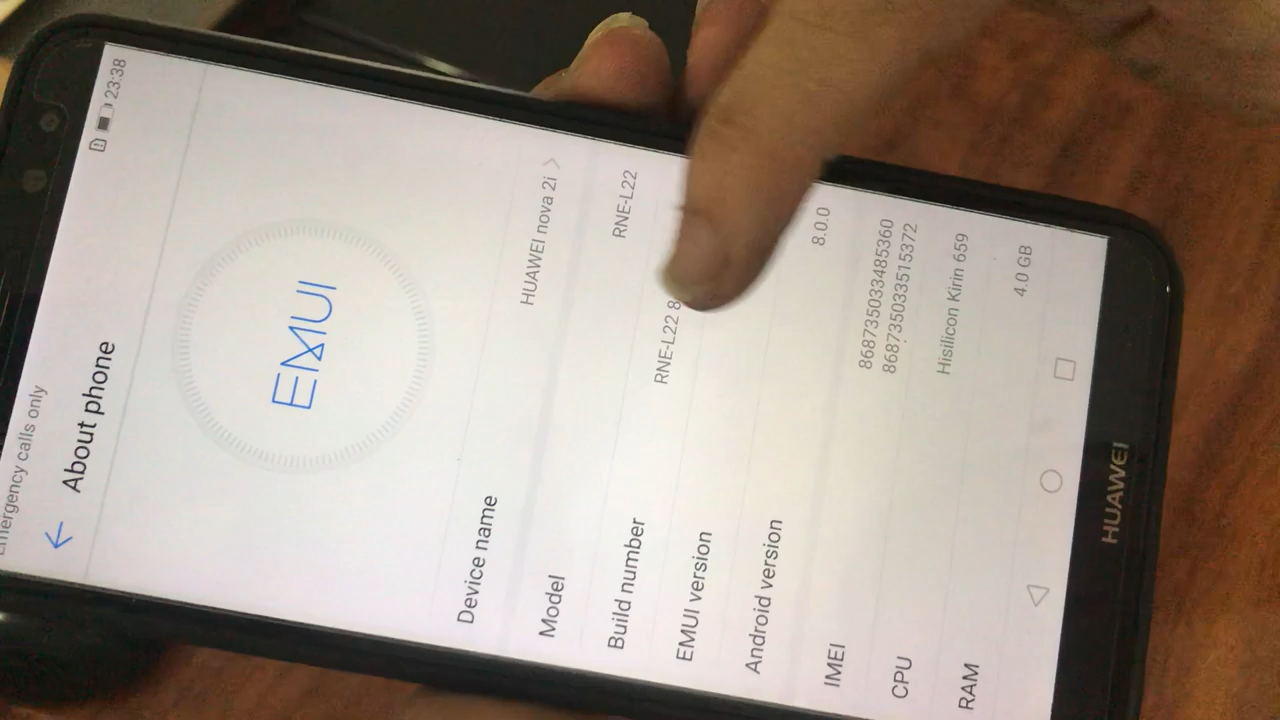 Emergency calls only 23:38
About phone
EMUI
Device name HUAWEI nova 2i >
Model RNE-L22
Build number RNE-L22 8
EMUI version
Android version 8.0.0
IMEI 868735033485360
868735033515372
CPU Hisilicon Kirin 659
RAM 4.0 GB
HUAWEI